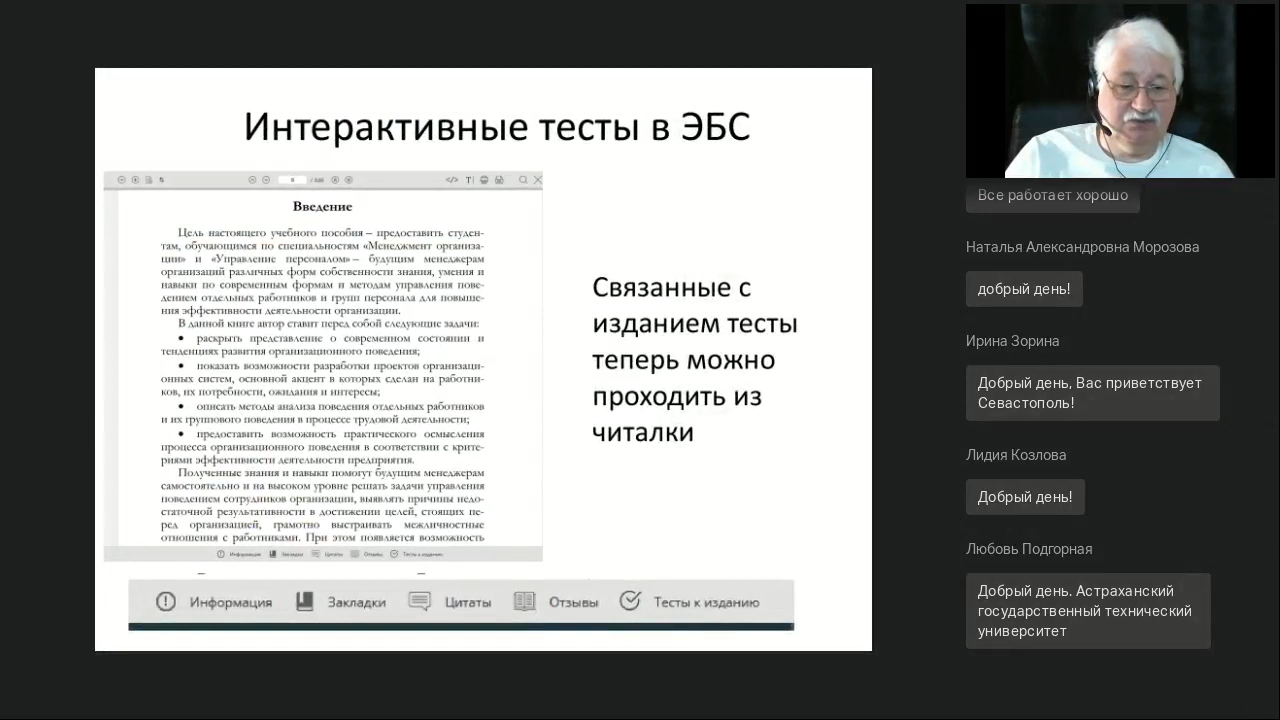 Интерактивные тесты в ЭБС
Введение
Цель настоящего учебного пособия – предоставить студен-
там, обучающимся по специальностям «Менеджмент организа-
ции» и «Управление персоналом» – будущим менеджерам
организаций различных форм собственности знания, умения и
навыки по современным формам и методам управления пове-
дением отдельных работников и групп персонала для повыше-
ния эффективности деятельности организации.
В данной книге автор ставит перед собой следующие задачи:
• раскрыть представление о современном состоянии и
тенденциях развития организационного поведения;
• показать возможности разработки проектов организаци-
онных систем, основной акцент в которых сделан на работни-
ков, их потребности, ожидания и интересы;
• описать методы анализа поведения отдельных работников
и их группового поведения в процессе трудовой деятельности;
• предоставить возможность практического осмысления
процесса организационного поведения в соответствии с крите-
риями эффективности деятельности предприятия.
Полученные знания и навыки помогут будущим менеджерам
самостоятельно и на высоком уровне решать задачи управления
поведением сотрудников организации, выявлять причины недо-
статочной результативности в достижении целей, стоящих пе-
ред организацией, грамотно выстраивать межличностные
отношения с работниками. При этом появляется возможность
Информация Закладки Цитаты Отзывы Тесты к изданию
Связанные с
изданием тесты
теперь можно
проходить из
читалки
Информация Закладки Цитаты Отзывы Тесты к изданию
Все работает хорошо
Наталья Александровна Морозова
добрый день!
Ирина Зорина
Добрый день, Вас приветствует
Севастополь!
Лидия Козлова
Добрый день!
Любовь Подгорная
Добрый день. Астраханский
государственный технический
университет